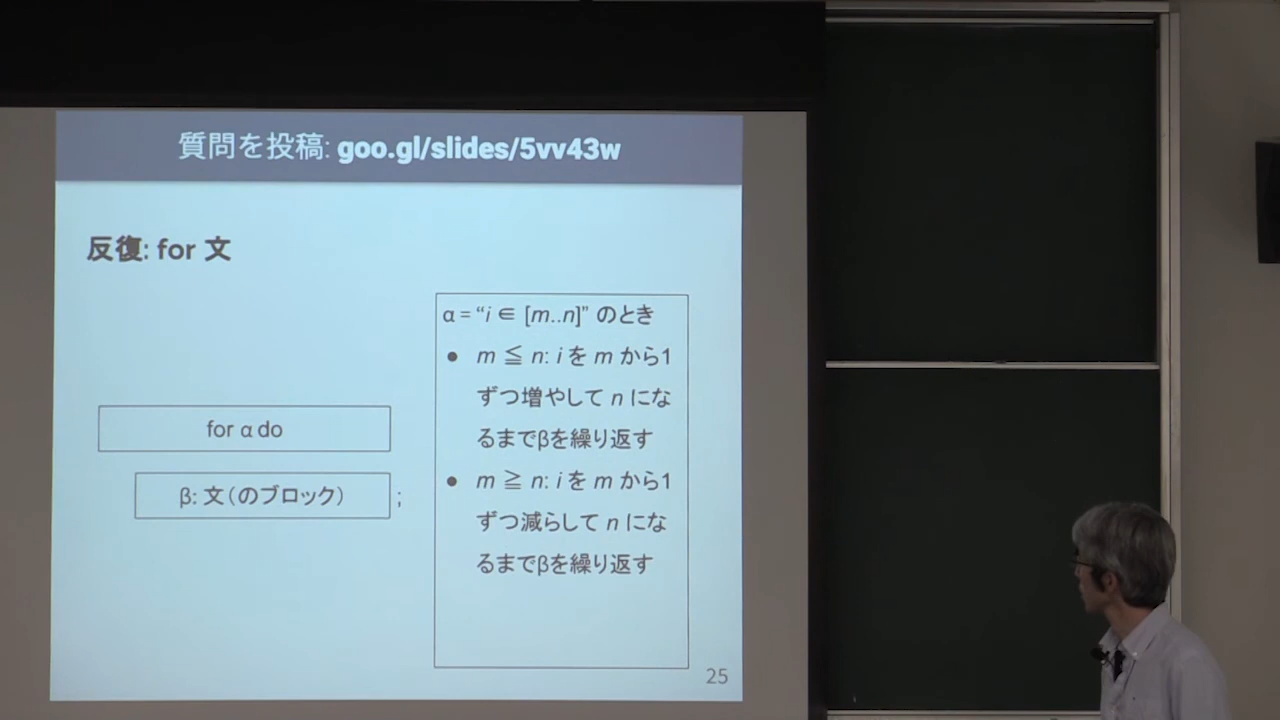 質問を投稿: goo.gl/slides/5vv43w
反復: for 文
for α do
β: 文（のブロック） ;
α = “i ∈ [m..n]” のとき
● m ≦ n: i を m から1
ずつ増やして n にな
るまでβを繰り返す
● m ≧ n: i を m から1
ずつ減らして n にな
るまでβを繰り返す
25